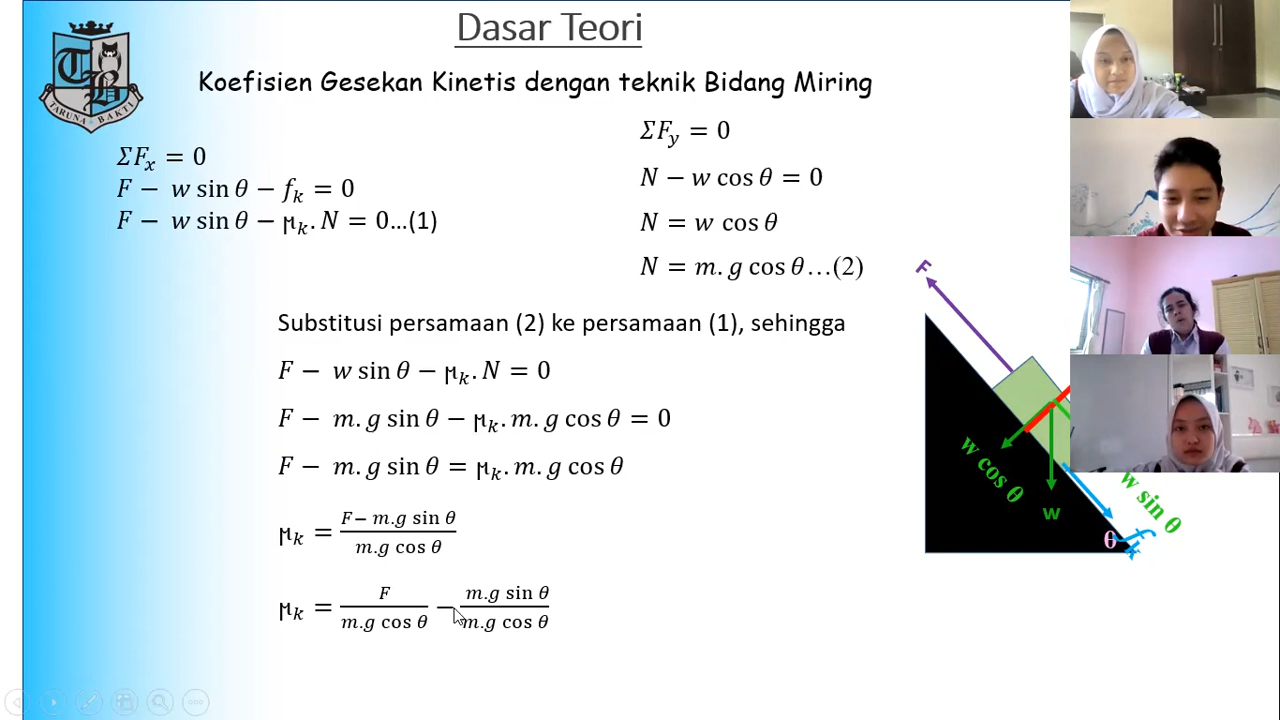 Dasar Teori
Koefisien Gesekan Kinetis dengan teknik Bidang Miring
ΣF_x = 0
F − w sin θ − f_k = 0
F − w sin θ − μ_k. N = 0…(1)
ΣF_y = 0
N − w cos θ = 0
N = w cos θ
N = m. g cos θ…(2)
Substitusi persamaan (2) ke persamaan (1), sehingga
F − w sin θ − μ_k. N = 0
F − m. g sin θ − μ_k. m. g cos θ = 0
F − m. g sin θ = μ_k. m. g cos θ
μ_k = (F − m.g sin θ)/(m.g cos θ)
μ_k = F/(m.g cos θ) − (m.g sin θ)/(m.g cos θ)
F
w cos θ
w
w sin θ
θ
f_k
TB
TARUNA BAKTI